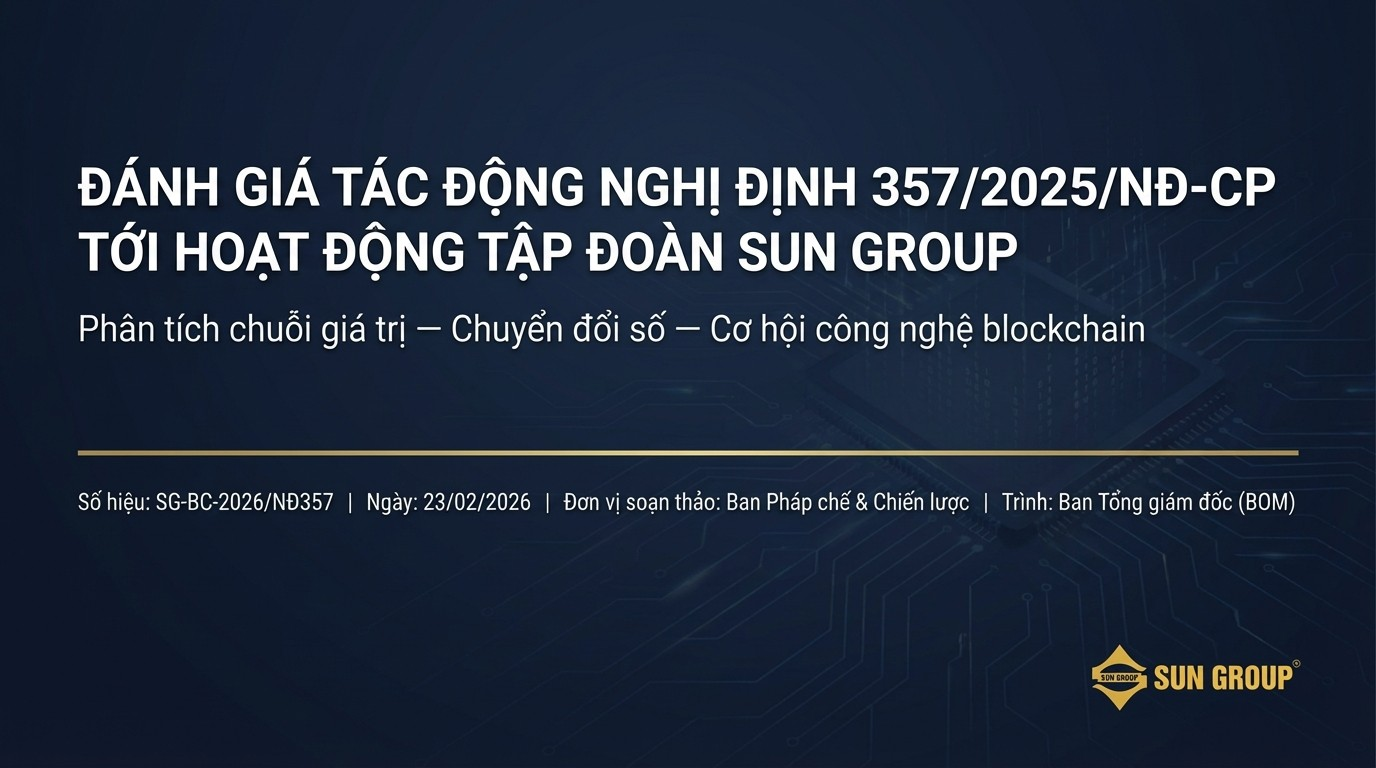 ĐÁNH GIÁ TÁC ĐỘNG NGHỊ ĐỊNH 357/2025/NĐ-CP
TỚI HOẠT ĐỘNG TẬP ĐOÀN SUN GROUP
Phân tích chuỗi giá trị — Chuyển đổi số — Cơ hội công nghệ blockchain
Số hiệu: SG-BC-2026/NĐ357 | Ngày: 23/02/2026 | Đơn vị soạn thảo: Ban Pháp chế & Chiến lược | Trình: Ban Tổng giám đốc (BOM)
SUN GROUP®